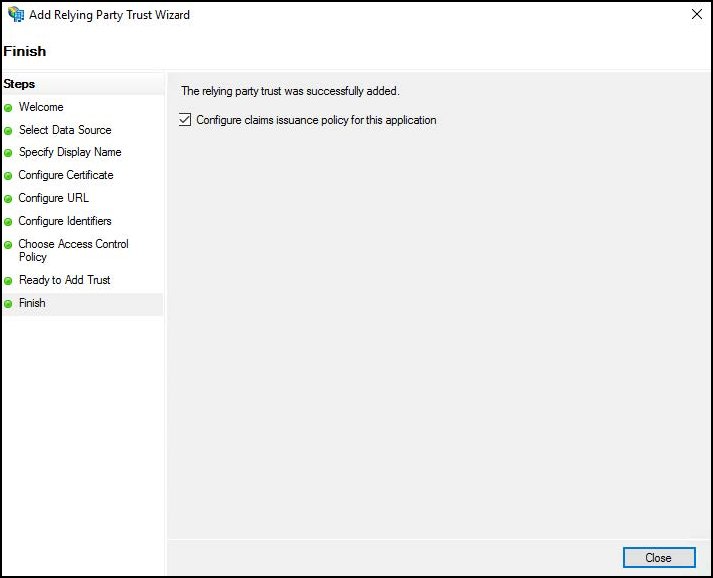 Add Relying Party Trust Wizard
Finish
Steps
Welcome
Select Data Source
Specify Display Name
Configure Certificate
Configure URL
Configure Identifiers
Choose Access Control
Policy
Ready to Add Trust
Finish
The relying party trust was successfully added.
Configure claims issuance policy for this application
Close